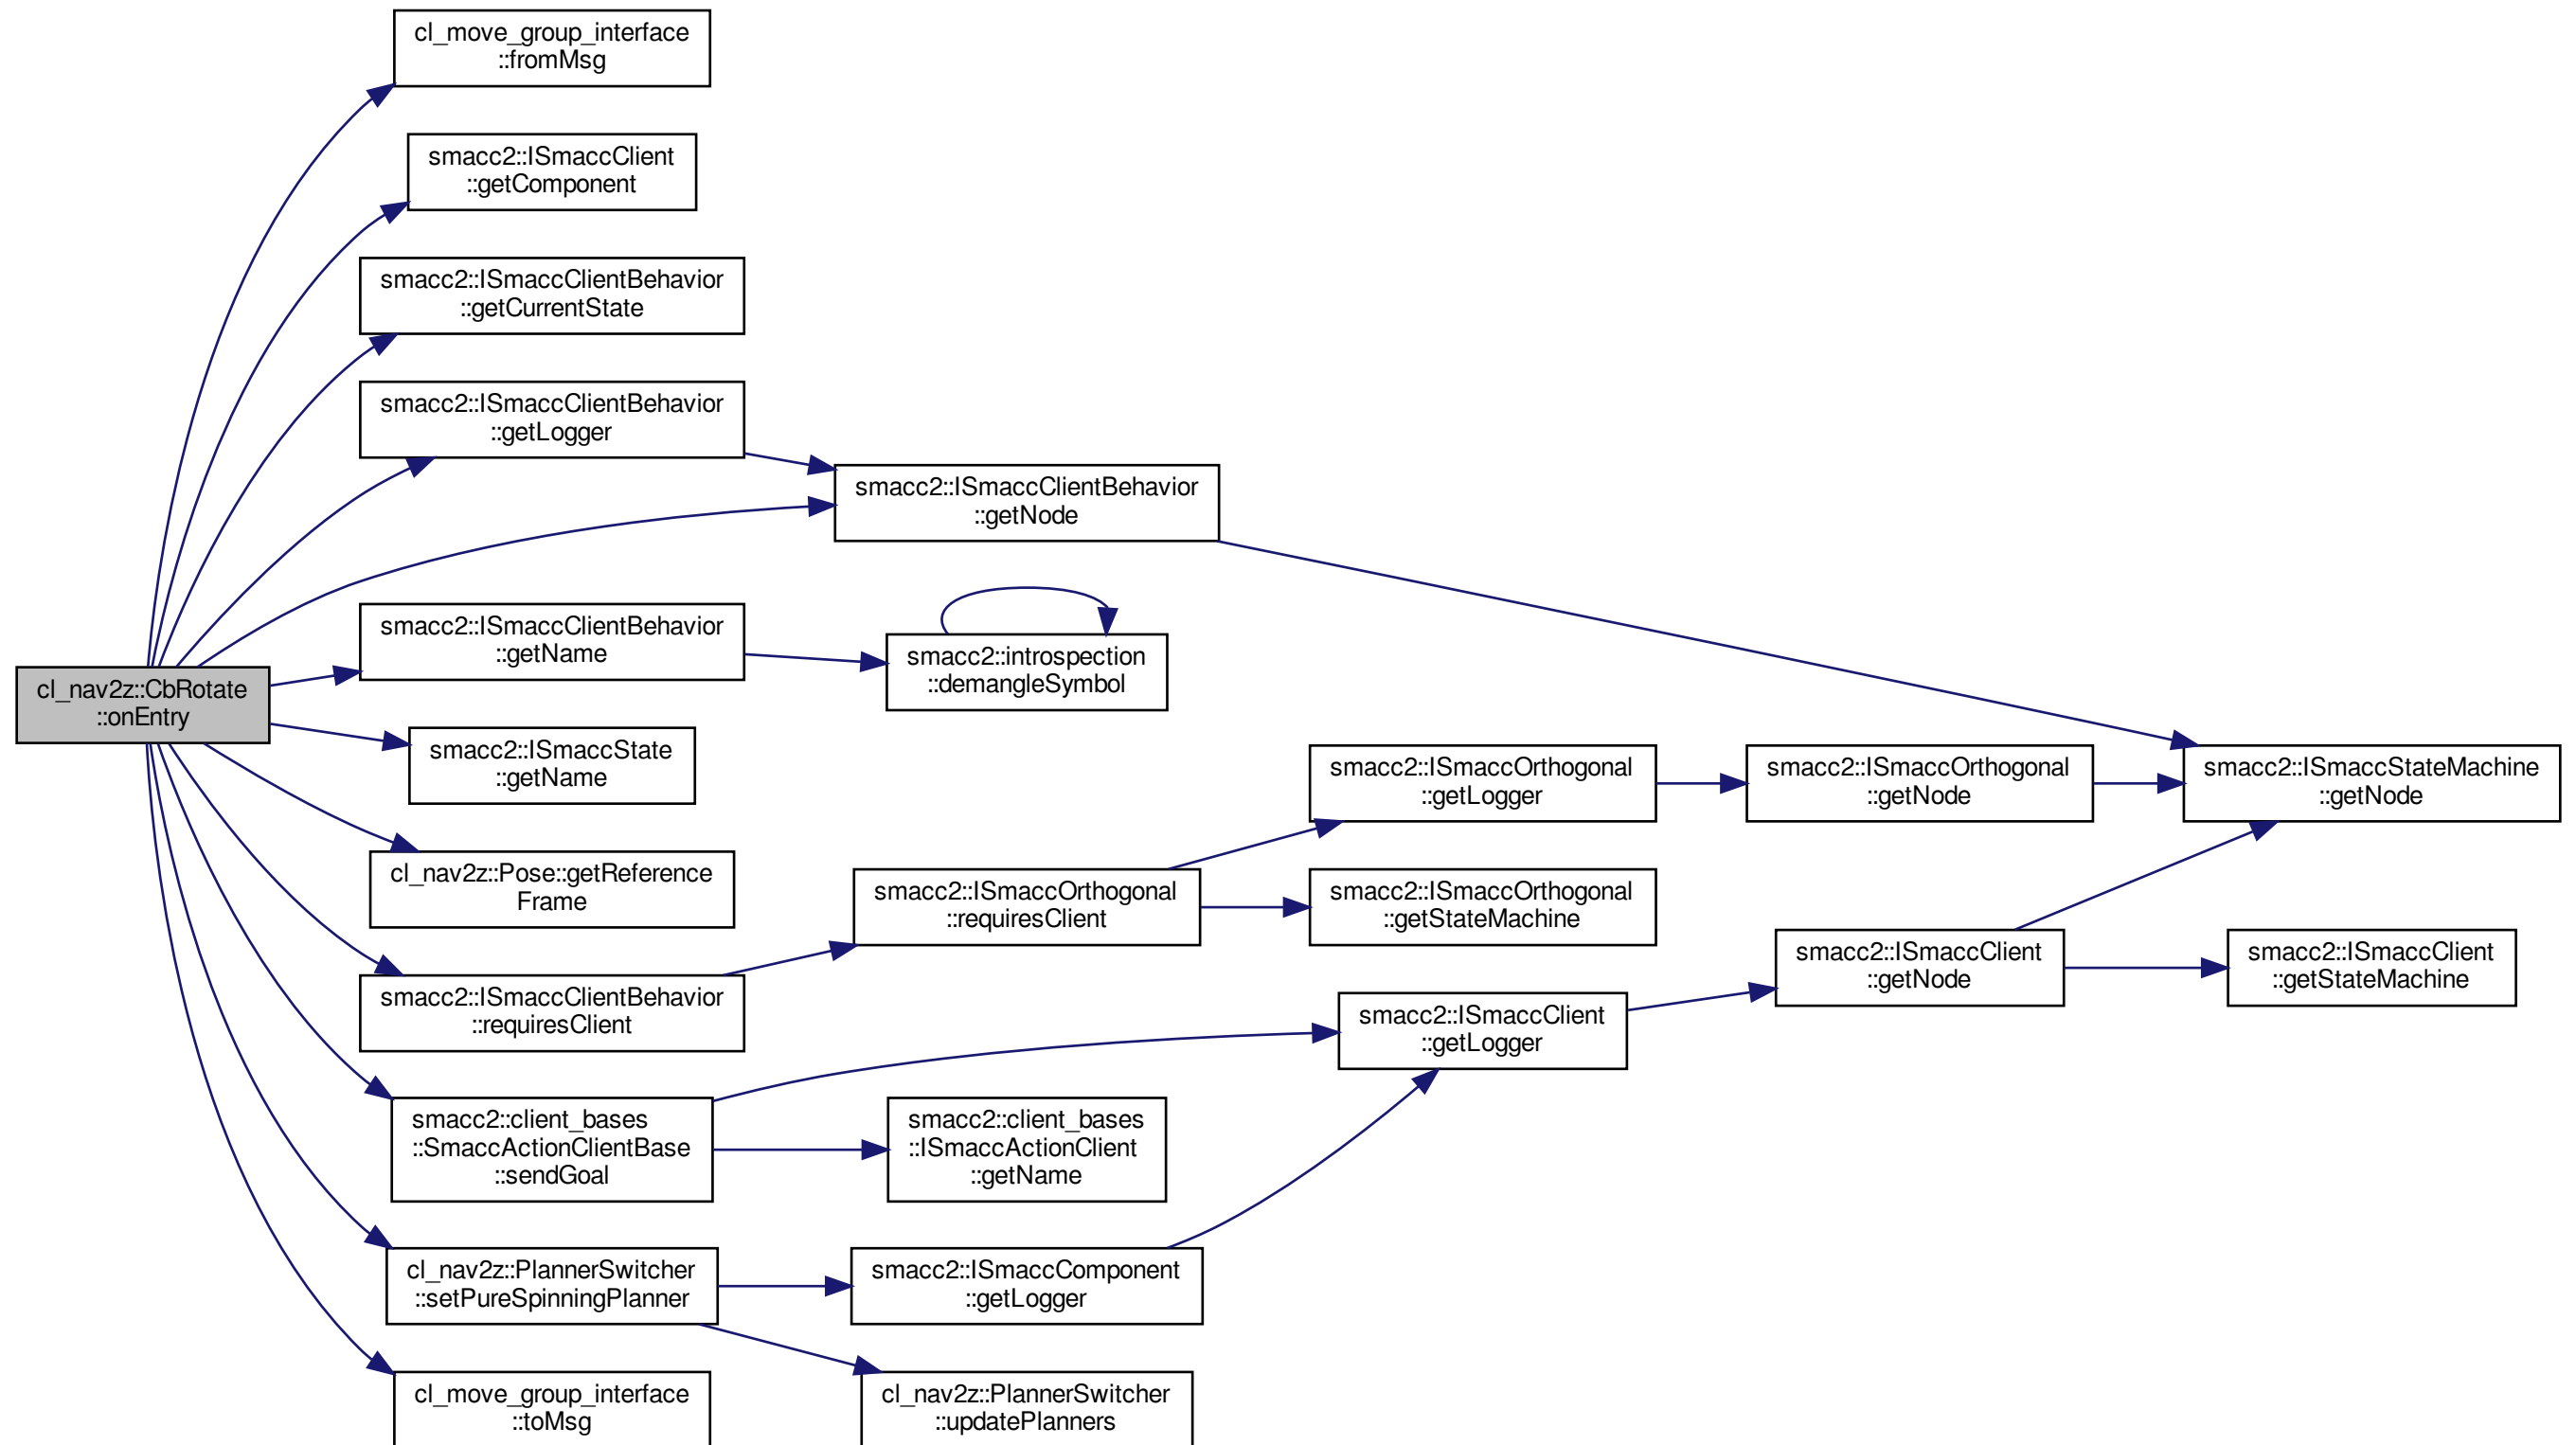 cl_move_group_interface
::fromMsg
smacc2::ISmaccClient
::getComponent
smacc2::ISmaccClientBehavior
::getCurrentState
smacc2::ISmaccClientBehavior
::getLogger
smacc2::ISmaccClientBehavior
::getNode
smacc2::ISmaccClientBehavior
::getName
smacc2::introspection
::demangleSymbol
cl_nav2z::CbRotate
::onEntry
smacc2::ISmaccState
::getName
smacc2::ISmaccOrthogonal
::getLogger
smacc2::ISmaccOrthogonal
::getNode
smacc2::ISmaccStateMachine
::getNode
cl_nav2z::Pose::getReference
Frame
smacc2::ISmaccOrthogonal
::requiresClient
smacc2::ISmaccOrthogonal
::getStateMachine
smacc2::ISmaccClient
::getNode
smacc2::ISmaccClient
::getStateMachine
smacc2::ISmaccClientBehavior
::requiresClient
smacc2::ISmaccClient
::getLogger
smacc2::client_bases
::SmaccActionClientBase
::sendGoal
smacc2::client_bases
::ISmaccActionClient
::getName
cl_nav2z::PlannerSwitcher
::setPureSpinningPlanner
smacc2::ISmaccComponent
::getLogger
cl_move_group_interface
::toMsg
cl_nav2z::PlannerSwitcher
::updatePlanners